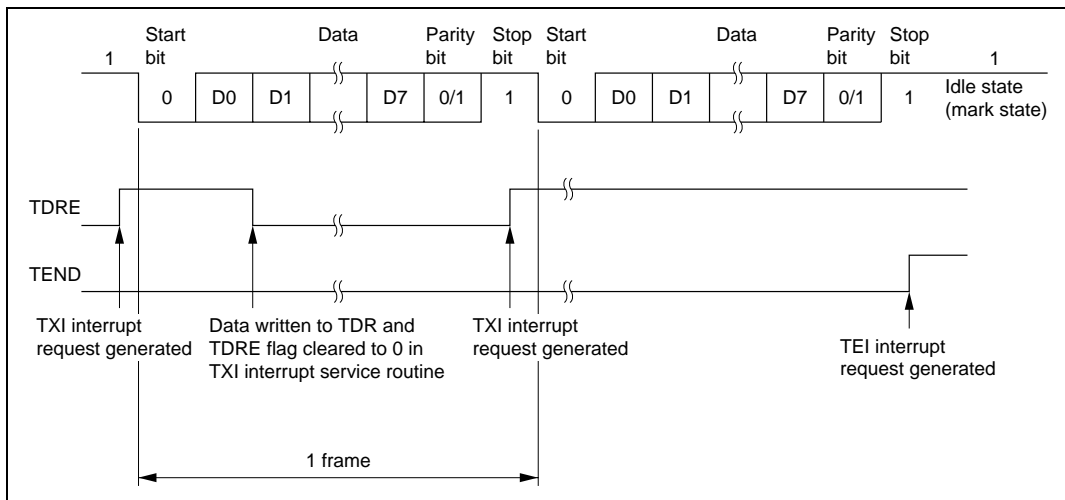 Start bit Data Parity bit Stop bit Start bit Data Parity bit Stop bit
1 1
0 D0 D1 D7 0/1 1 0 D0 D1 D7 0/1 1
Idle state
(mark state)
TDRE
TEND
TXI interrupt
request generated
Data written to TDR and
TDRE flag cleared to 0 in
TXI interrupt service routine
TXI interrupt
request generated
TEI interrupt
request generated
1 frame